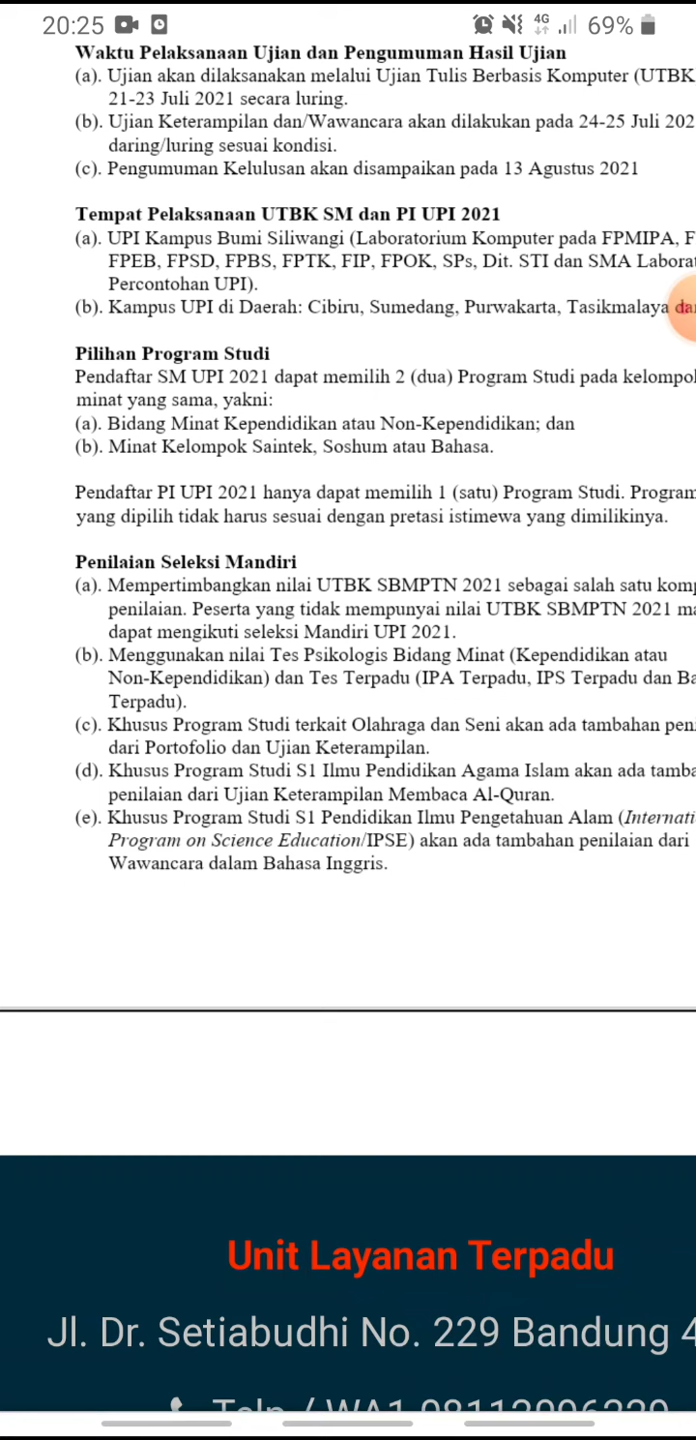 20:25 4G 69%
Waktu Pelaksanaan Ujian dan Pengumuman Hasil Ujian
(a). Ujian akan dilaksanakan melalui Ujian Tulis Berbasis Komputer (UTBK
21-23 Juli 2021 secara luring.
(b). Ujian Keterampilan dan/Wawancara akan dilakukan pada 24-25 Juli 202
daring/luring sesuai kondisi.
(c). Pengumuman Kelulusan akan disampaikan pada 13 Agustus 2021
Tempat Pelaksanaan UTBK SM dan PI UPI 2021
(a). UPI Kampus Bumi Siliwangi (Laboratorium Komputer pada FPMIPA, F
FPEB, FPSD, FPBS, FPTK, FIP, FPOK, SPs, Dit. STI dan SMA Laborat
Percontohan UPI).
(b). Kampus UPI di Daerah: Cibiru, Sumedang, Purwakarta, Tasikmalaya da
Pilihan Program Studi
Pendaftar SM UPI 2021 dapat memilih 2 (dua) Program Studi pada kelompo
minat yang sama, yakni:
(a). Bidang Minat Kependidikan atau Non-Kependidikan; dan
(b). Minat Kelompok Saintek, Soshum atau Bahasa.
Pendaftar PI UPI 2021 hanya dapat memilih 1 (satu) Program Studi. Program
yang dipilih tidak harus sesuai dengan pretasi istimewa yang dimilikinya.
Penilaian Seleksi Mandiri
(a). Mempertimbangkan nilai UTBK SBMPTN 2021 sebagai salah satu komp
penilaian. Peserta yang tidak mempunyai nilai UTBK SBMPTN 2021 ma
dapat mengikuti seleksi Mandiri UPI 2021.
(b). Menggunakan nilai Tes Psikologis Bidang Minat (Kependidikan atau
Non-Kependidikan) dan Tes Terpadu (IPA Terpadu, IPS Terpadu dan Ba
Terpadu).
(c). Khusus Program Studi terkait Olahraga dan Seni akan ada tambahan pen
dari Portofolio dan Ujian Keterampilan.
(d). Khusus Program Studi S1 Ilmu Pendidikan Agama Islam akan ada tamba
penilaian dari Ujian Keterampilan Membaca Al-Quran.
(e). Khusus Program Studi S1 Pendidikan Ilmu Pengetahuan Alam (Internati
Program on Science Education/IPSE) akan ada tambahan penilaian dari
Wawancara dalam Bahasa Inggris.
Unit Layanan Terpadu
Jl. Dr. Setiabudhi No. 229 Bandung 4
Telp / WA1